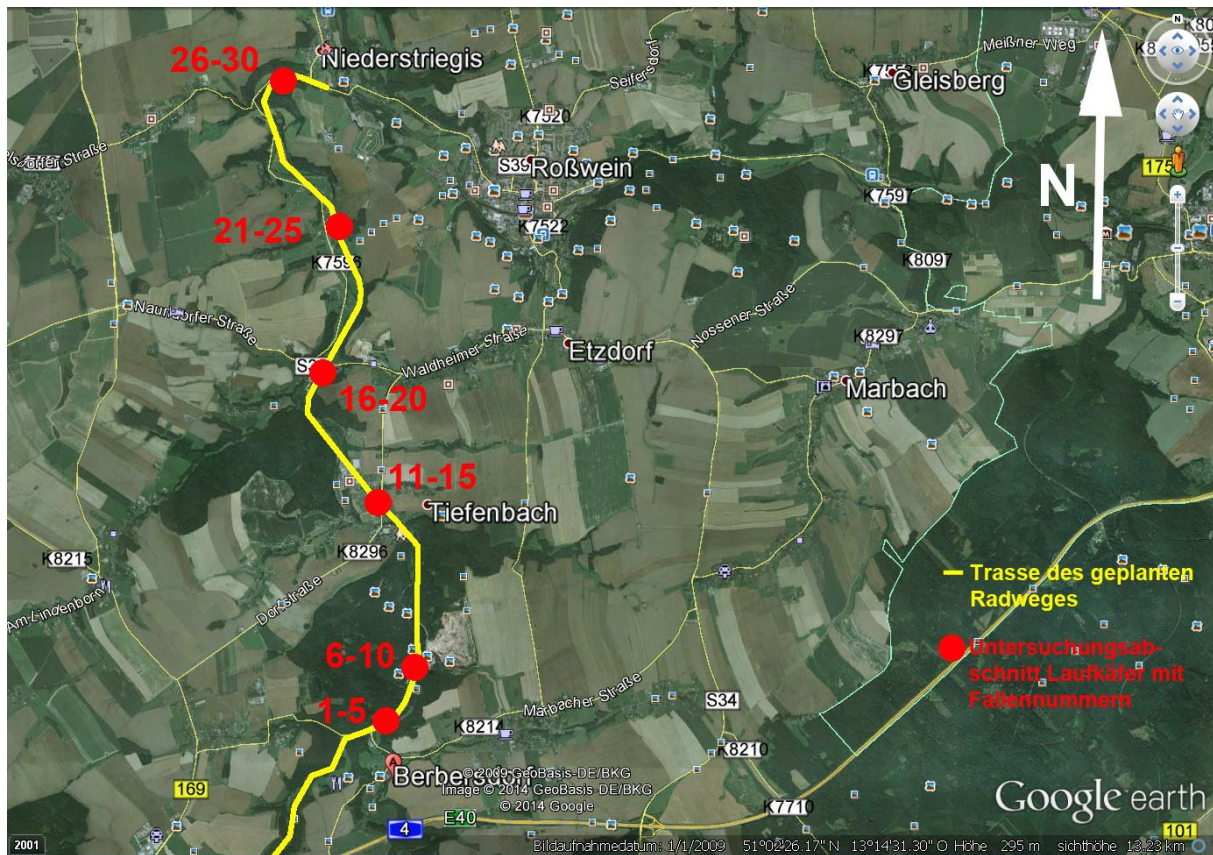 26-30
Niederstriegis
Seifersdorf
Meißner Weg
Gleisberg
N
K7520
S39
Roßwein
K7522
K7597
175
21-25
K7596
K8097
Naundorfer Straße
Nossener Straße
K8297
Waldheimer Straße
Etzdorf
Marbach
16-20
11-15
Tiefenbach
K8215
K8296
Am Lindenborn
Dorfstraße
Trasse des geplanten
Radweges
6-10
Untersuchungsab-
schnitt Laufkäfer mit
Fallennummern
1-5
Marbacher Straße
S34
K8214
K8210
Berbersdorf
© 2009 GeoBasis-DE/BKG
Image © 2014 GeoBasis-DE/BKG
© 2014 Google
169
K7710
Google earth
4
E40
101
2001
Bildaufnahmedatum: 1/1/2009 51°02'26.17" N 13°14'31.30" O Höhe 295 m sichthöhe 13.23 km